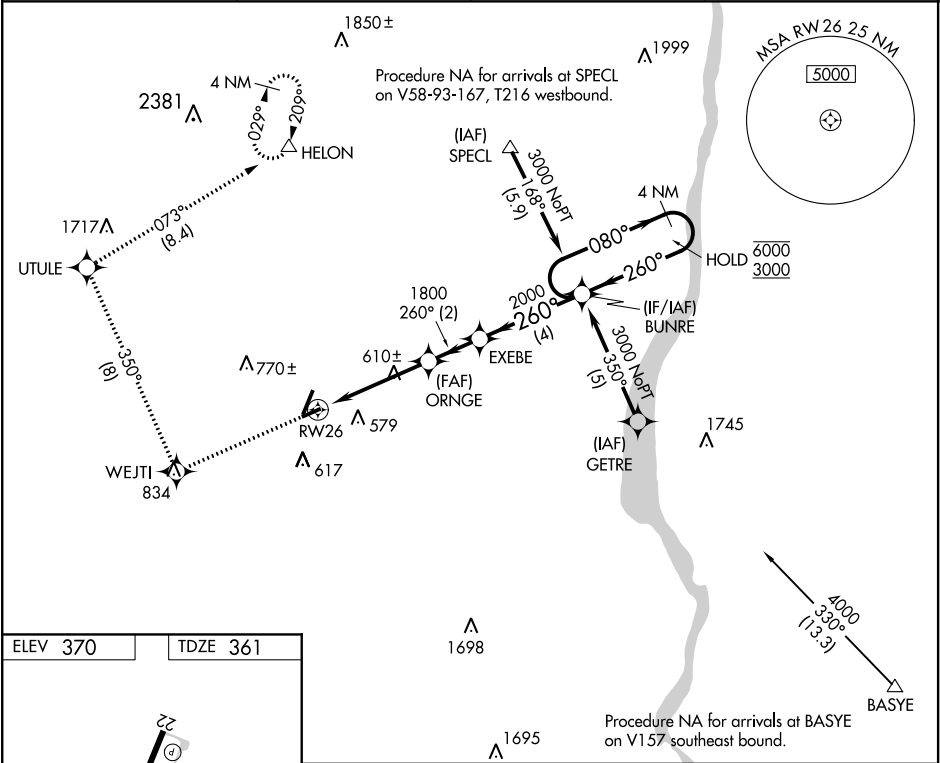 1850±
1999
MSA RW 26 25 NM
5000
4 NM
Procedure NA for arrivals at SPECL
on V58-93-167, T216 westbound.
2381
029°
209°
HELON
(IAF)
SPECL
3000 NoPT
168°
(5.9)
4 NM
1717
073°
(8.4)
080°
260°
HOLD
6000
3000
UTULE
1800
260° (2)
2000
260°
(4)
(IF/IAF)
BUNRE
EXEBE
350°
(8)
770±
610±
(FAF)
ORNGE
3000 NoPT
350°
(5)
RW26
579
617
1745
(IAF)
GETRE
WEJTI
834
4000
330°
(13.3)
1698
BASYE
ELEV 370
TDZE 361
22
P
1695
Procedure NA for arrivals at BASYE
on V157 southeast bound.